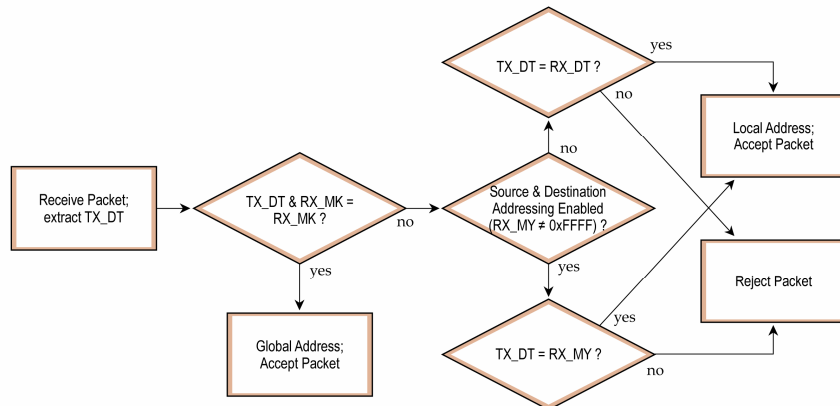 TX_DT = RX_DT ?
yes
no
Local Address;
Accept Packet
Receive Packet;
extract TX_DT
TX_DT & RX_MK =
RX_MK ?
no
yes
Global Address;
Accept Packet
no
Source & Destination
Addressing Enabled
(RX_MY ≠ 0xFFFF) ?
yes
Reject Packet
TX_DT = RX_MY ?
yes
no